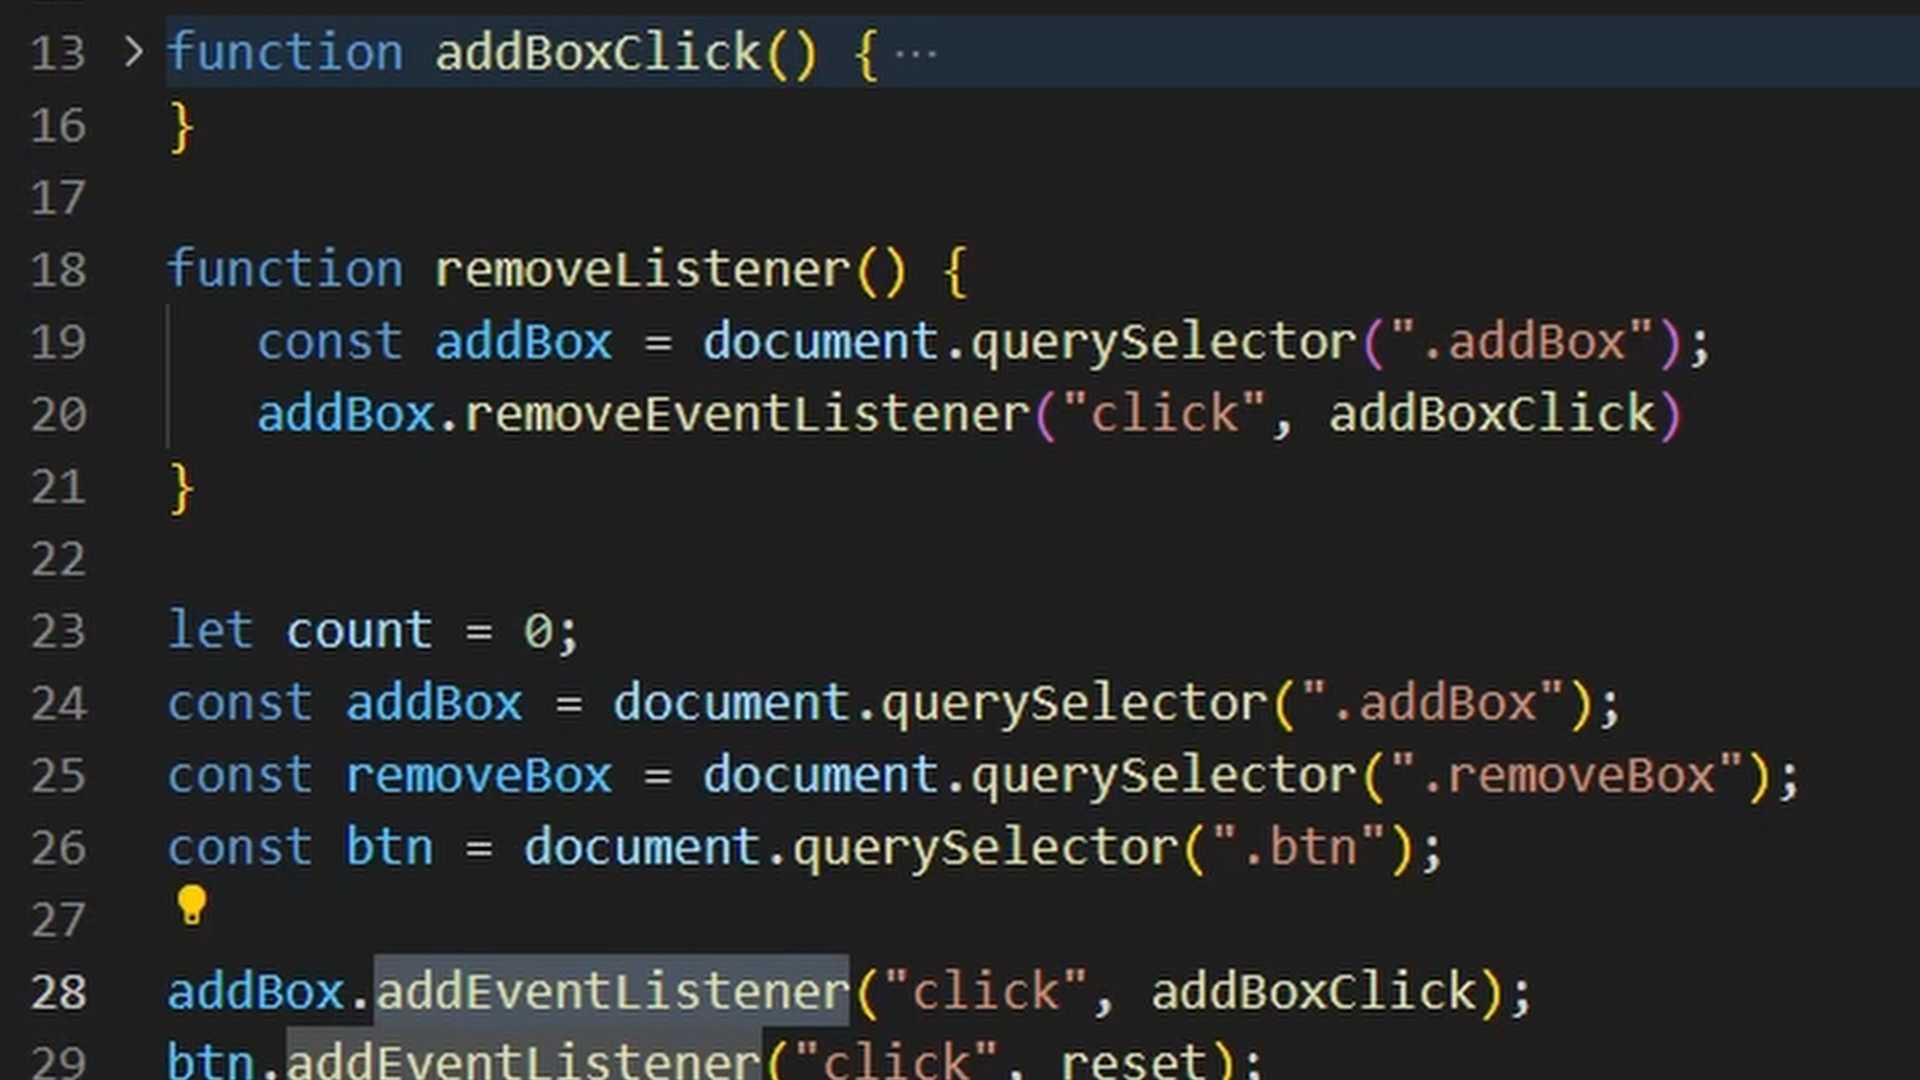 13 function addBoxClick() { ...
16 }
17
18 function removeListener() {
19 const addBox = document.querySelector(".addBox");
20 addBox.removeEventListener("click", addBoxClick)
21 }
22
23 let count = 0;
24 const addBox = document.querySelector(".addBox");
25 const removeBox = document.querySelector(".removeBox");
26 const btn = document.querySelector(".btn");
27
28 addBox.addEventListener("click", addBoxClick);
29 btn.addEventListener("click", reset);